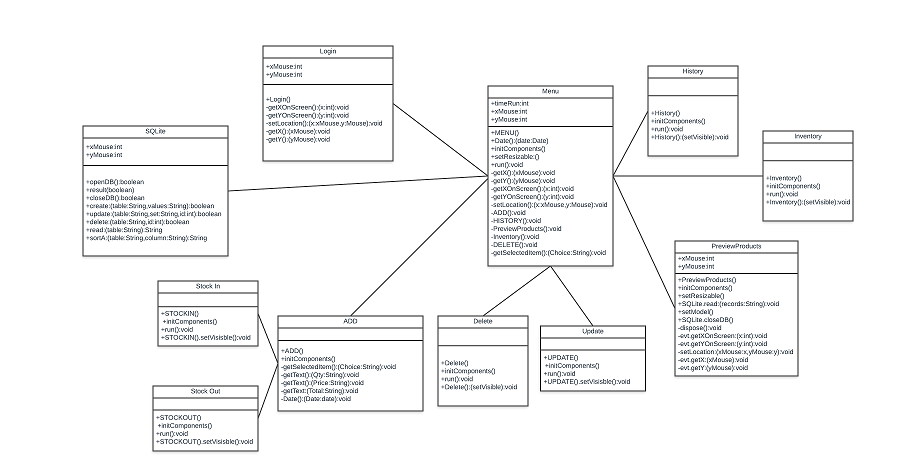 Login
+xMouse:int
+yMouse:int
+Login()
-getXOnScreen():(x:int):void
-getYOnScreen():(y:int):void
-setLocation():(x:xMouse,y:Mouse):void
-getX():(xMouse):void
-getY():(yMouse):void
SQLite
+xMouse:int
+yMouse:int
+openDB():boolean
+result(boolean)
+closeDB():boolean
+create:(table:String,values:String):boolean
+update:(table:String,set:String,id:int):boolean
+delete:(table:String,id:int):boolean
+read:(table:String):String
+sortA:(table:String,column:String):String
Menu
+timeRun:int
+xMouse:int
+yMouse:int
+MENU()
+Date():(date:Date)
+initComponents()
+setResizable:()
+run():void
-getX():(xMouse):void
-getY():(yMouse):void
-getXOnScreen():(x:int):void
-getYOnScreen():(y:int):void
-setLocation():(x:xMouse,y:Mouse):void
-ADD():void
-HISTORY():void
-PreviewProducts():void
-Inventory():void
-DELETE():void
-getSelectedItem():(Choice:String):void
History
+History()
+initComponents()
+run():void
+History():(setVisible):void
Inventory
+Inventory()
+initComponents()
+run():void
+Inventory():(setVisible):void
PreviewProducts
+xMouse:int
+yMouse:int
+PreviewProducts()
+initComponents()
+setResizable()
+SQLite.read:(records:String):void
+setModel()
+SQLite.closeDB()
-dispose():void
-evt.getXOnScreen:(x:int):void
-evt.getYOnScreen:(y:int):void
-setLocation:(xMouse:x,yMouse:y):void
-evt.getX:(xMouse):void
-evt.getY:(yMouse):void
Stock In
+STOCKIN()
+initComponents()
+run():void
+STOCKIN().setVisisble():void
Stock Out
+STOCKOUT()
+initComponents()
+run():void
+STOCKOUT().setVisisble():void
ADD
+ADD()
+initComponents()
-getSelectedItem():(Choice:String):void
-getText():(Qty:String):void
-getText():(Price:String):void
-getText:(Total:String):void
-Date():(Date:date):void
Delete
+Delete()
+initComponents()
+run():void
+Delete():(setVisible):void
Update
+UPDATE()
+initComponents()
+run():void
+UPDATE().setVisisble():void